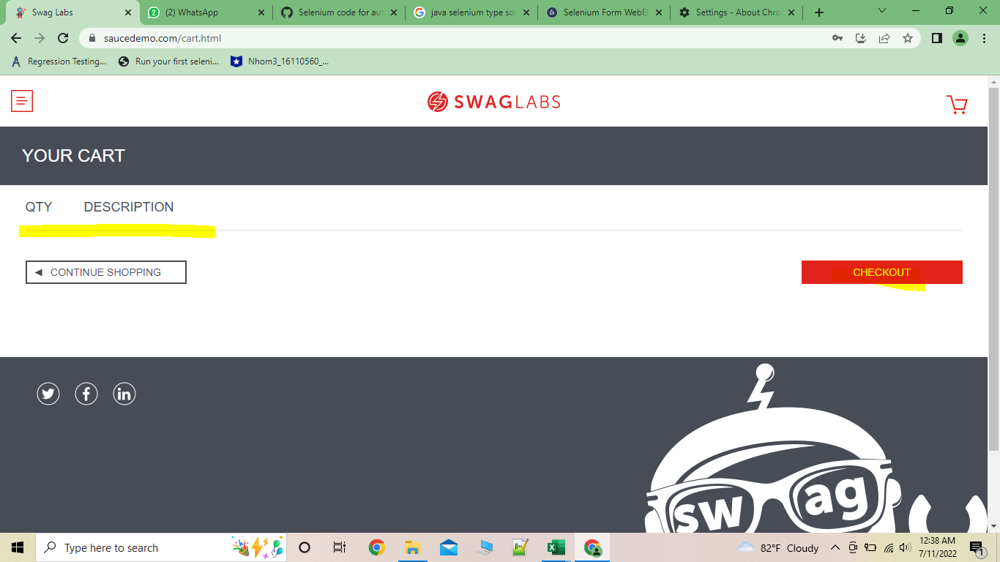 Swag Labs
(2) WhatsApp
Selenium code for aut
java selenium type so
Selenium Form WebEl
Settings - About Chro
saucedemo.com/cart.html
Regression Testing...
Run your first seleni...
Nhom3_16110560_...
SWAGLABS
YOUR CART
QTY DESCRIPTION
CONTINUE SHOPPING
CHECKOUT
sw ag
Type here to search
82°F Cloudy
12:38 AM
7/11/2022
1